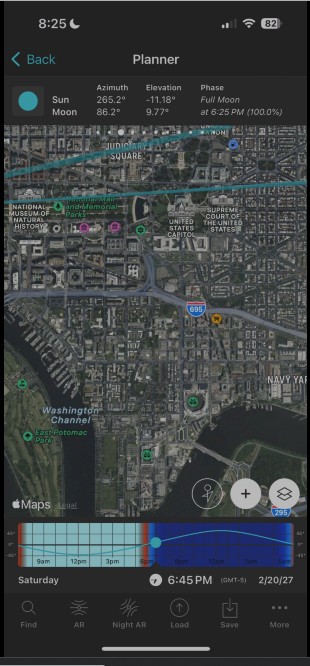 8:25
82
Back
Planner
Azimuth Elevation Phase
Sun 265.2° -11.18° Full Moon
Moon 86.2° 9.77° at 6:25 PM (100.0%)
JUDICIARY
SQUARE
NATIONAL
MUSEUM OF
NATURAL
HISTORY
National Mall
and Memorial
Parks
UNITED
STATES
CAPITOL
SUPREME
COURT OF
THE UNITED
STATES
695
NAVY YAR
Washington
Channel
East Potomac
Park
Maps Legal
295
9am 12pm 3pm 6pm
Saturday 6:45 PM (GMT-5) 2/20/27
Find AR Night AR Load Save More